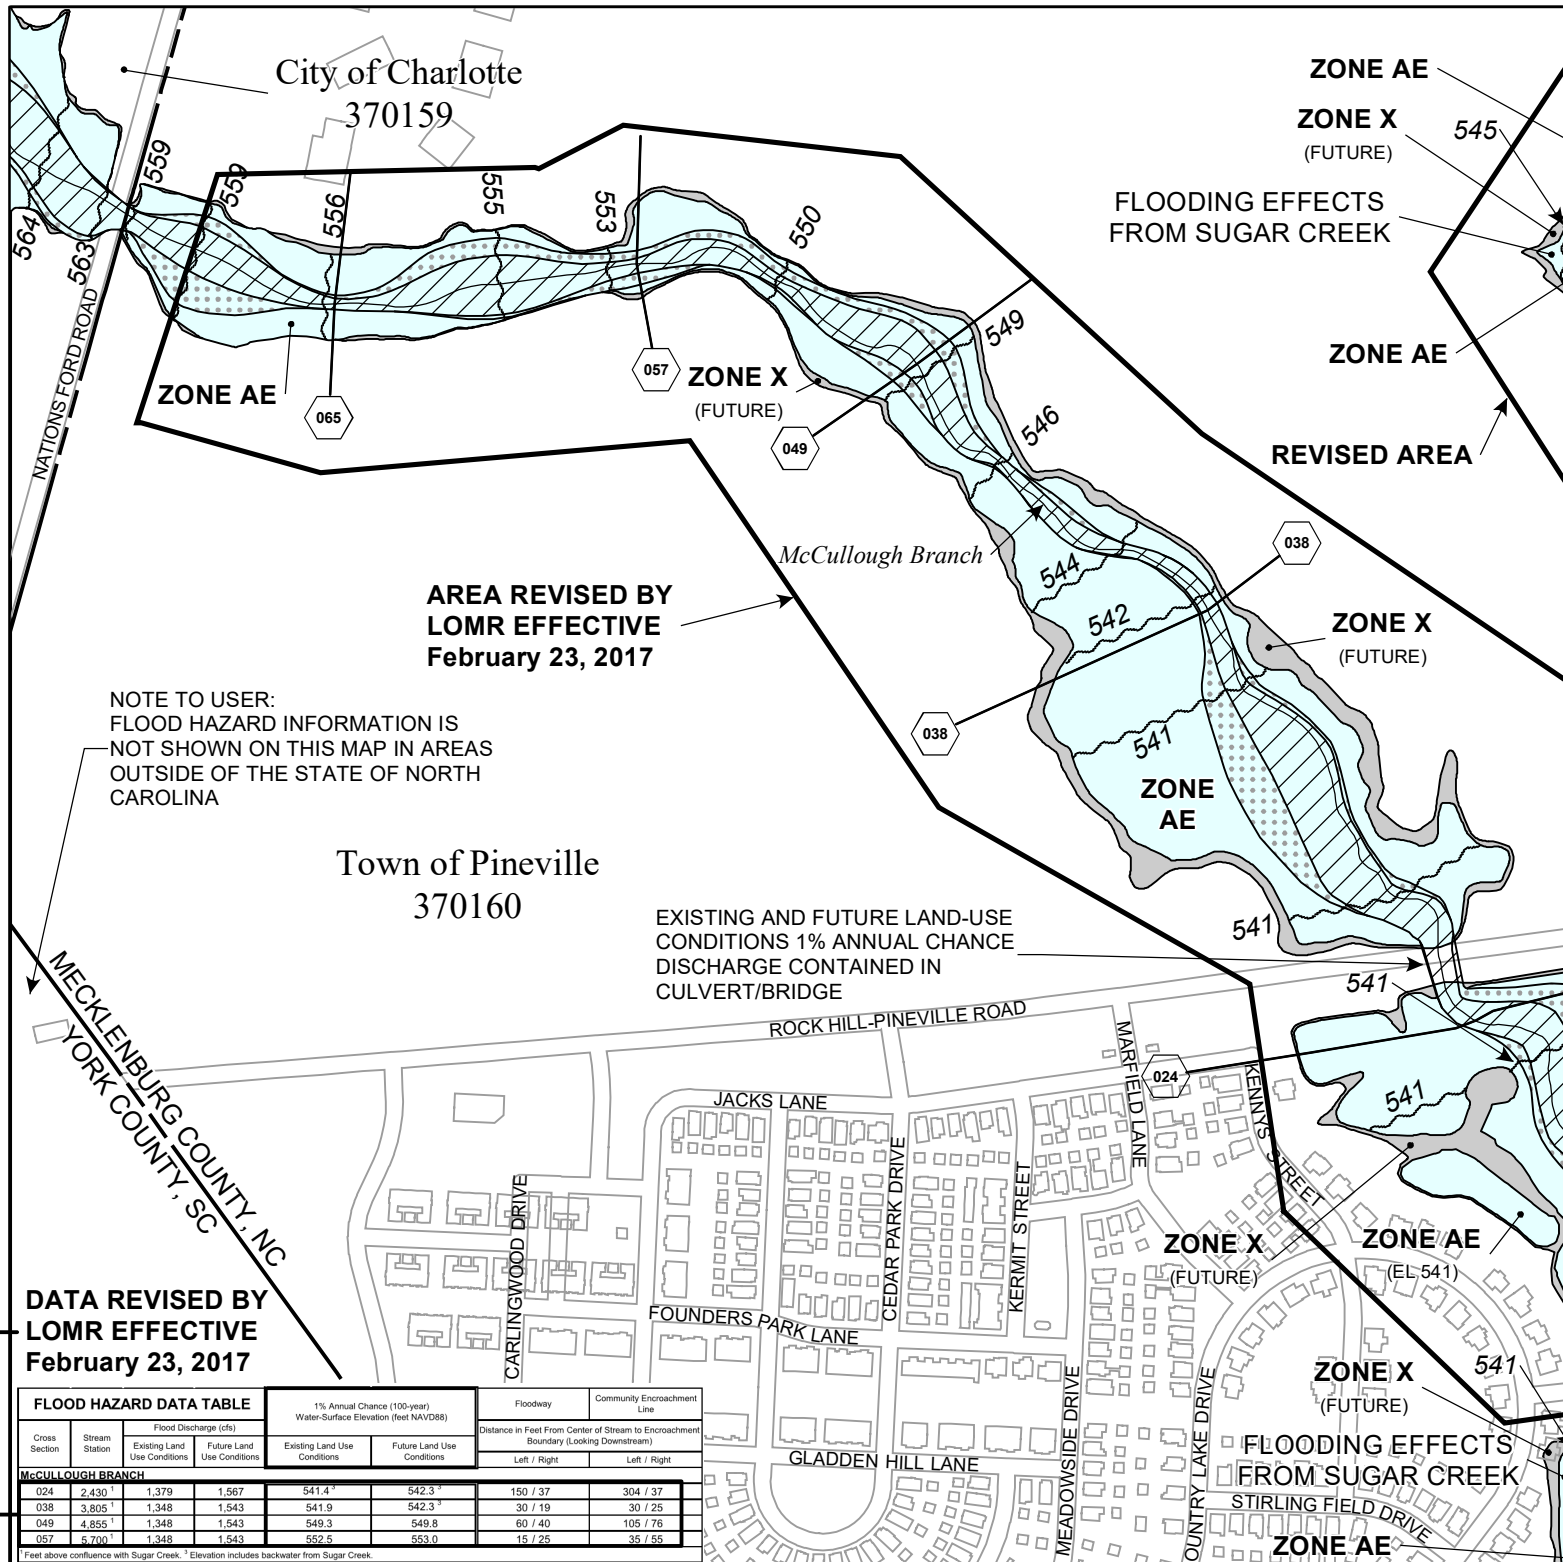 City of Charlotte
370159
ZONE AE
ZONE X
(FUTURE)
545
FLOODING EFFECTS
FROM SUGAR CREEK
ZONE AE
REVISED AREA
564
563
559
559
556
555
553
550
549
546
544
542
541
541
541
541
NATIONS FORD ROAD
ZONE AE
065
057
ZONE X
(FUTURE)
049
McCullough Branch
038
038
ZONE X
(FUTURE)
AREA REVISED BY
LOMR EFFECTIVE
February 23, 2017
NOTE TO USER:
FLOOD HAZARD INFORMATION IS
NOT SHOWN ON THIS MAP IN AREAS
OUTSIDE OF THE STATE OF NORTH
CAROLINA
ZONE
AE
Town of Pineville
370160
EXISTING AND FUTURE LAND-USE
CONDITIONS 1% ANNUAL CHANCE
DISCHARGE CONTAINED IN
CULVERT/BRIDGE
MECKLENBURG COUNTY, NC
YORK COUNTY, SC
ROCK HILL-PINEVILLE ROAD
MARFIELD LANE
024
KENNYS STREET
JACKS LANE
CARLINGWOOD DRIVE
CEDAR PARK DRIVE
KERMIT STREET
FOUNDERS PARK LANE
MEADOWSIDE DRIVE
OUNTRY LAKE DRIVE
GLADDEN HILL LANE
STIRLING FIELD DRIVE
ZONE X
(FUTURE)
ZONE AE
(EL 541)
ZONE X
(FUTURE)
541
FLOODING EFFECTS
FROM SUGAR CREEK
ZONE AE
DATA REVISED BY
LOMR EFFECTIVE
February 23, 2017
FLOOD HAZARD DATA TABLE
1% Annual Chance (100-year)
Water-Surface Elevation (feet NAVD88)
Floodway
Community Encroachment
Line
Cross
Section
Stream
Station
Flood Discharge (cfs)
Distance in Feet From Center of Stream to Encroachment
Boundary (Looking Downstream)
Existing Land
Use Conditions
Future Land
Use Conditions
Existing Land Use
Conditions
Future Land Use
Conditions
Left / Right
Left / Right
McCULLOUGH BRANCH
024 2,430 ¹ 1,379 1,567 541.4 ³ 542.3 ³ 150 / 37 304 / 37
038 3,805 ¹ 1,348 1,543 541.9 542.3 ³ 30 / 19 30 / 25
049 4,855 ¹ 1,348 1,543 549.3 549.8 60 / 40 105 / 76
057 5,700 ¹ 1,348 1,543 552.5 553.0 15 / 25 35 / 55
¹ Feet above confluence with Sugar Creek. ³ Elevation includes backwater from Sugar Creek.